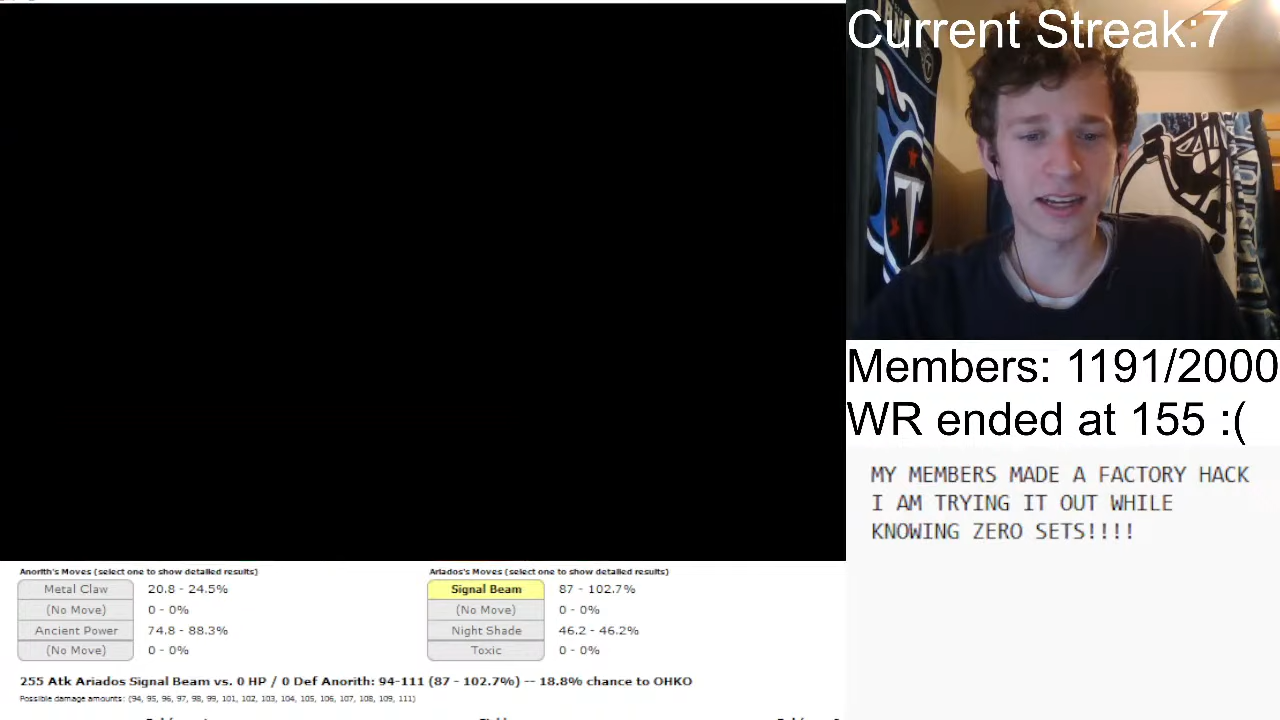 Current Streak:7
Members: 1191/2000
WR ended at 155 :(
MY MEMBERS MADE A FACTORY HACK
I AM TRYING IT OUT WHILE
KNOWING ZERO SETS!!!!
Anorith's Moves (select one to show detailed results)
Metal Claw 20.8 - 24.5%
(No Move) 0 - 0%
Ancient Power 74.8 - 88.3%
(No Move) 0 - 0%
Ariados's Moves (select one to show detailed results)
Signal Beam 87 - 102.7%
(No Move) 0 - 0%
Night Shade 46.2 - 46.2%
Toxic 0 - 0%
255 Atk Ariados Signal Beam vs. 0 HP / 0 Def Anorith: 94-111 (87 - 102.7%) -- 18.8% chance to OHKO
Possible damage amounts: (94, 95, 96, 97, 98, 99, 101, 102, 103, 104, 105, 106, 107, 108, 109, 111)